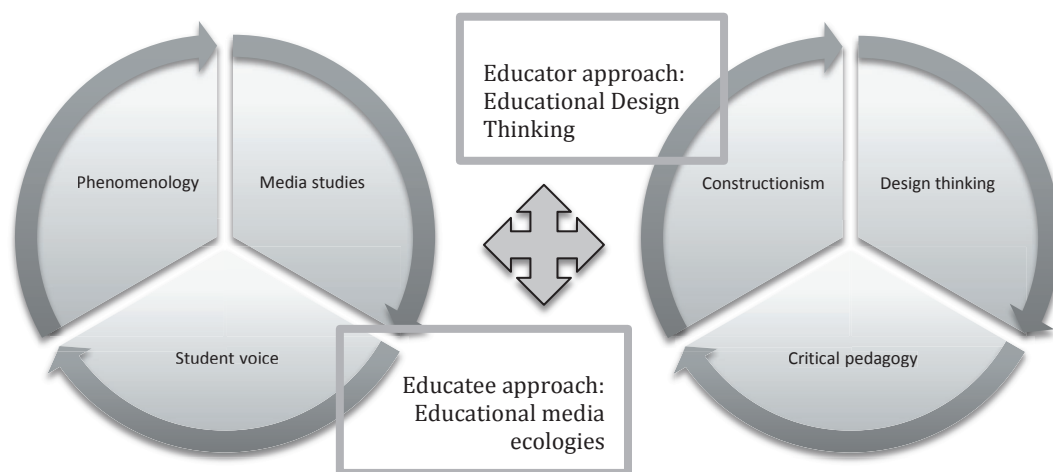 Phenomenology
Media studies
Student voice
Educator approach:
Educational Design
Thinking
Educatee approach:
Educational media
ecologies
Constructionism
Design thinking
Critical pedagogy